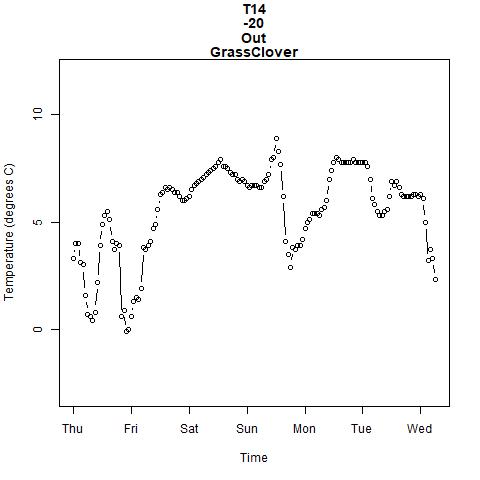 T14
-20
Out
GrassClover
Temperature (degrees C)
10
5
0
Thu Fri Sat Sun Mon Tue Wed
Time